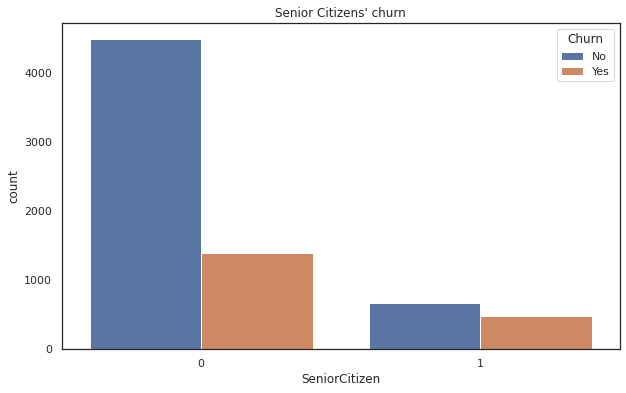 Senior Citizens' churn
Churn
No
Yes
4000
3000
2000
1000
0
count
0 1
SeniorCitizen